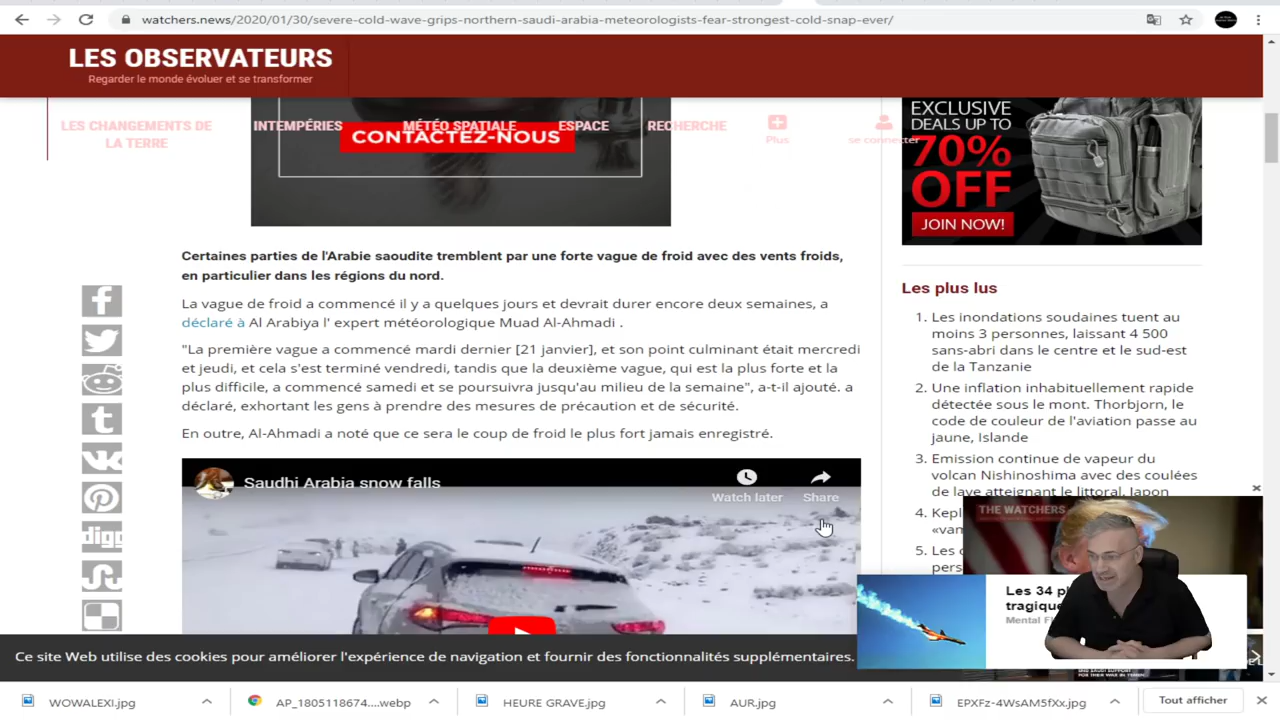 watchers.news/2020/01/30/severe-cold-wave-grips-northern-saudi-arabia-meteorologists-fear-strongest-cold-snap-ever/
LES OBSERVATEURS
Regarder le monde évoluer et se transformer
LES CHANGEMENTS DE
LA TERRE
INTEMPÉRIES
MÉTÉO SPATIALE
ESPACE
RECHERCHE
Plus
se connecter
CONTACTEZ-NOUS
EXCLUSIVE
DEALS UP TO
70%
OFF
JOIN NOW!
Certaines parties de l'Arabie saoudite tremblent par une forte vague de froid avec des vents froids,
en particulier dans les régions du nord.
La vague de froid a commencé il y a quelques jours et devrait durer encore deux semaines, a
déclaré à Al Arabiya l' expert météorologique Muad Al-Ahmadi .
"La première vague a commencé mardi dernier [21 janvier], et son point culminant était mercredi
et jeudi, et cela s'est terminé vendredi, tandis que la deuxième vague, qui est la plus forte et la
plus difficile, a commencé samedi et se poursuivra jusqu'au milieu de la semaine", a-t-il ajouté. a
déclaré, exhortant les gens à prendre des mesures de précaution et de sécurité.
En outre, Al-Ahmadi a noté que ce sera le coup de froid le plus fort jamais enregistré.
Saudhi Arabia snow falls
Watch later
Share
Les plus lus
1. Les inondations soudaines tuent au
moins 3 personnes, laissant 4 500
sans-abri dans le centre et le sud-est
de la Tanzanie
2. Une inflation inhabituellement rapide
détectée sous le mont. Thorbjorn, le
code de couleur de l'aviation passe au
jaune, Islande
3. Emission continue de vapeur du
volcan Nishinoshima avec des coulées
de lave atteignant le littoral, Japon
4. Kepl
«vam
5. Les
pers
THE WATCHERS
Les 34
tragique
Mental
digg
Ce site Web utilise des cookies pour améliorer l'expérience de navigation et fournir des fonctionnalités supplémentaires.
WOWALEXI.jpg
AP_1805118674....webp
HEURE GRAVE.jpg
AUR.jpg
EPXFz-4WsAM5fXx.jpg
Tout afficher